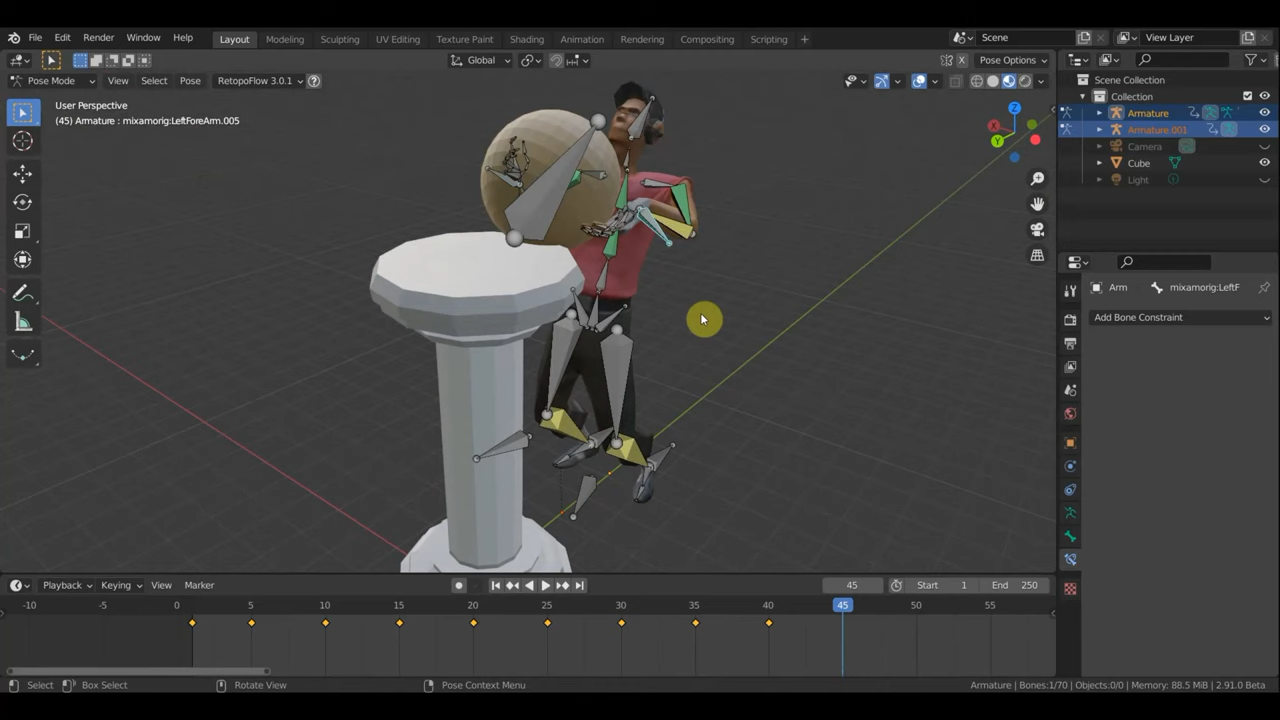 File Edit Render Window Help Layout Modeling Sculpting UV Editing Texture Paint Shading Animation Rendering Compositing Scripting + Scene View Layer
Global Pose Options
Pose Mode View Select Pose RetopoFlow 3.0.1
User Perspective
(45) Armature : mixamorig:LeftForeArm.005
Z
X
Y
Scene Collection
Collection
Armature
Armature.001
Camera
Cube
Light
Arm mixamorig:LeftF
Add Bone Constraint
Playback Keying View Marker 45 Start 1 End 250
-10 -5 0 5 10 15 20 25 30 35 40 45 50 55
Select Box Select Rotate View Pose Context Menu Armature | Bones:1/70 | Objects:0/0 | Memory: 88.5 MiB | 2.91.0 Beta